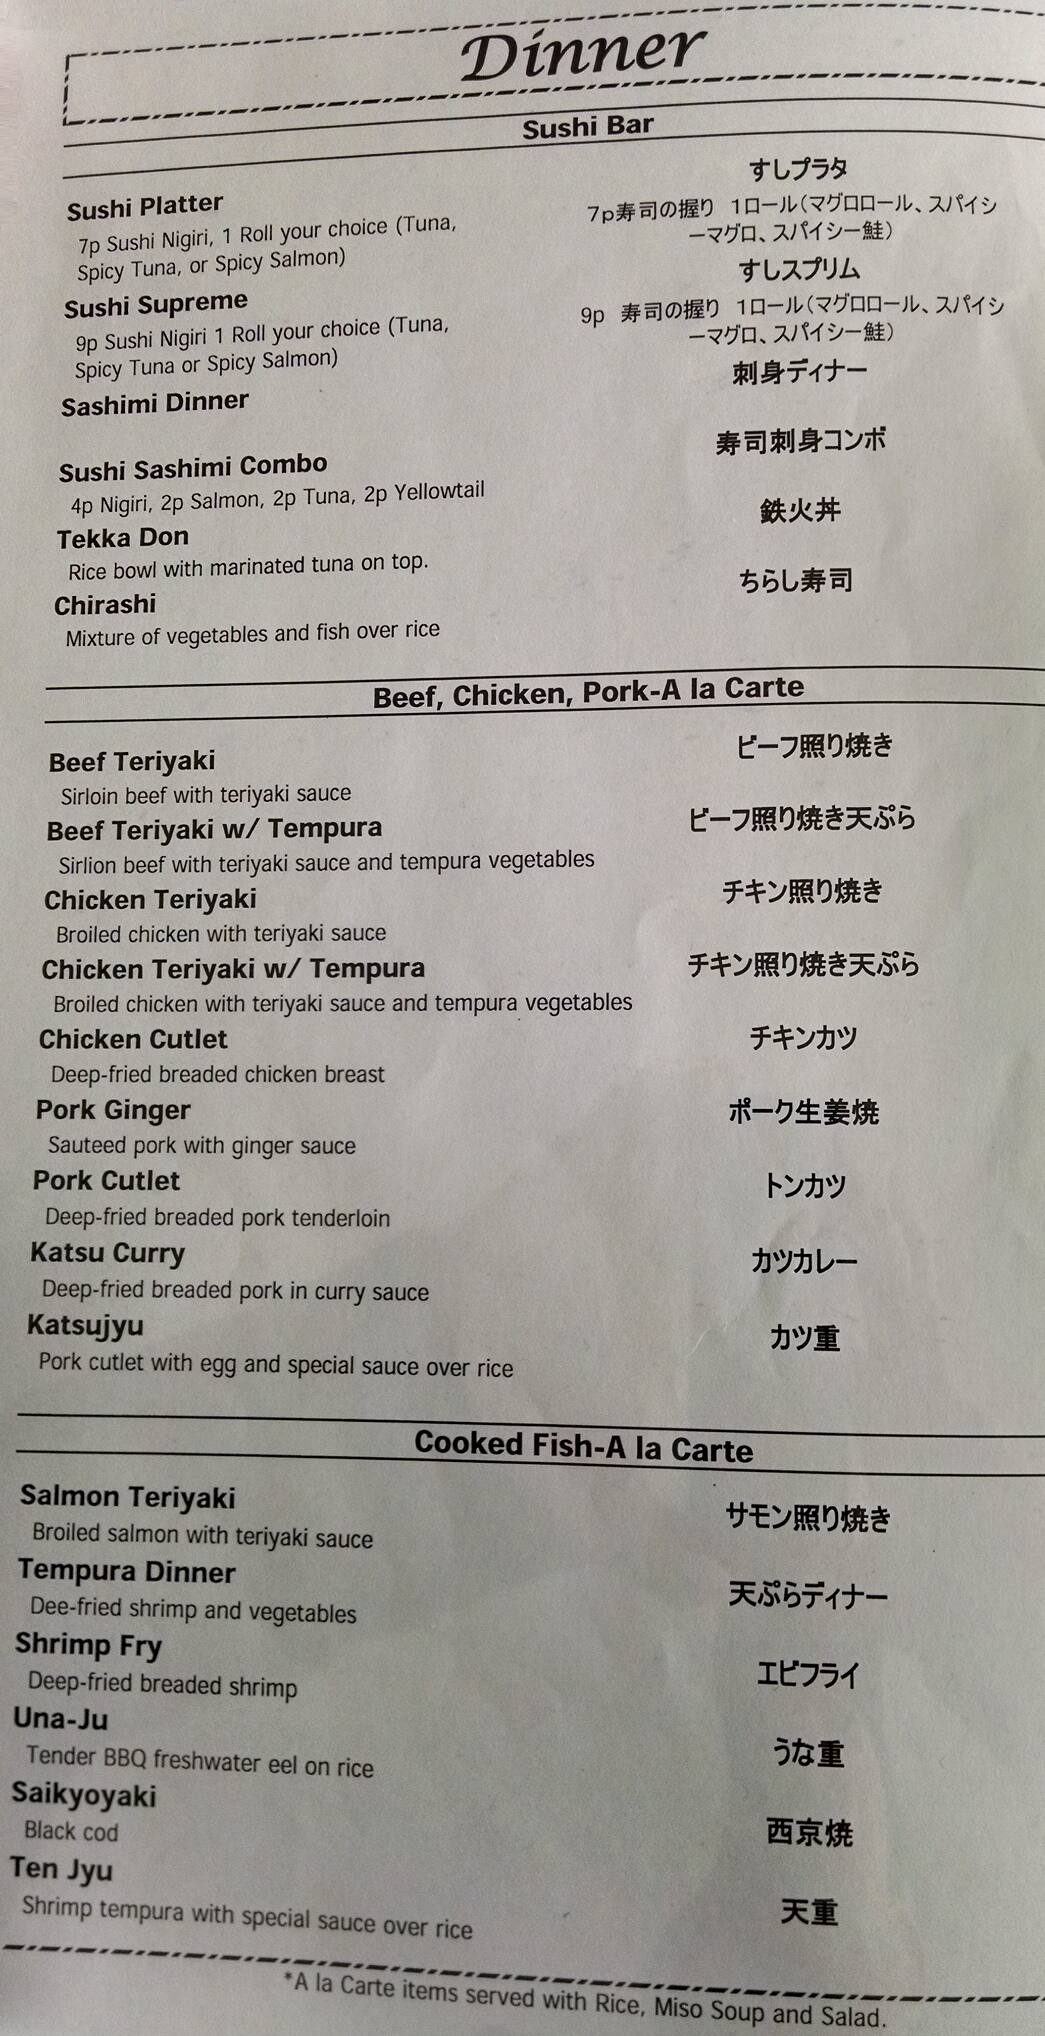 Dinner
Sushi Bar
Sushi Platter
すしプラタ
7p Sushi Nigiri, 1 Roll your choice (Tuna,
Spicy Tuna, or Spicy Salmon)
7p寿司の握り 1ロール(マグロロール、スパイシ
ーマグロ、スパイシー鮭)
Sushi Supreme
すしスプリム
9p Sushi Nigiri 1 Roll your choice (Tuna,
Spicy Tuna or Spicy Salmon)
9p 寿司の握り 1ロール(マグロロール、スパイシ
ーマグロ、スパイシー鮭)
Sashimi Dinner
刺身ディナー
Sushi Sashimi Combo
寿司刺身コンボ
4p Nigiri, 2p Salmon, 2p Tuna, 2p Yellowtail
Tekka Don
鉄火丼
Rice bowl with marinated tuna on top.
Chirashi
ちらし寿司
Mixture of vegetables and fish over rice
Beef, Chicken, Pork-A la Carte
Beef Teriyaki
ビーフ照り焼き
Sirloin beef with teriyaki sauce
Beef Teriyaki w/ Tempura
ビーフ照り焼き天ぷら
Sirlion beef with teriyaki sauce and tempura vegetables
Chicken Teriyaki
チキン照り焼き
Broiled chicken with teriyaki sauce
Chicken Teriyaki w/ Tempura
チキン照り焼き天ぷら
Broiled chicken with teriyaki sauce and tempura vegetables
Chicken Cutlet
チキンカツ
Deep-fried breaded chicken breast
Pork Ginger
ポーク生姜焼
Sauteed pork with ginger sauce
Pork Cutlet
トンカツ
Deep-fried breaded pork tenderloin
Katsu Curry
カツカレー
Deep-fried breaded pork in curry sauce
Katsujyu
カツ重
Pork cutlet with egg and special sauce over rice
Cooked Fish-A la Carte
Salmon Teriyaki
サモン照り焼き
Broiled salmon with teriyaki sauce
Tempura Dinner
天ぷらディナー
Dee-fried shrimp and vegetables
Shrimp Fry
エビフライ
Deep-fried breaded shrimp
Una-Ju
うな重
Tender BBQ freshwater eel on rice
Saikyoyaki
西京焼
Black cod
Ten Jyu
天重
Shrimp tempura with special sauce over rice
*A la Carte items served with Rice, Miso Soup and Salad.